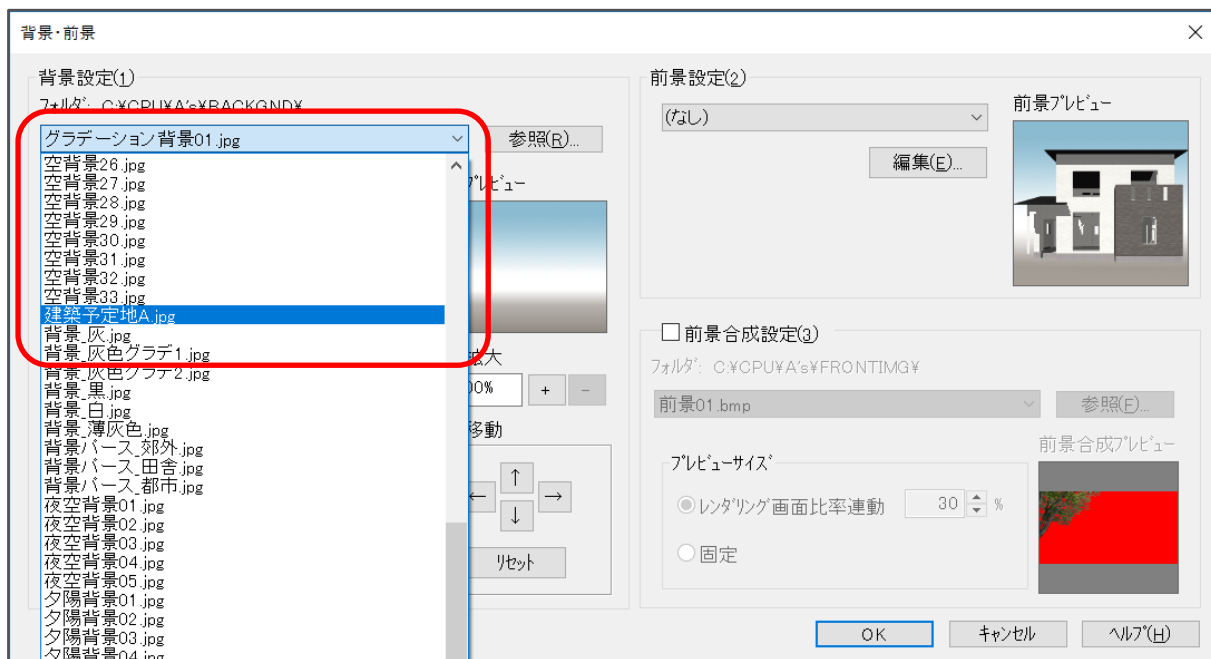 背景・前景
背景設定(1)
フォルダ: C:¥CPU¥A's¥BACKGND¥
グラデーション背景01.jpg
参照(R)...
空背景26.jpg
空背景27.jpg
空背景28.jpg
空背景29.jpg
空背景30.jpg
空背景31.jpg
空背景32.jpg
空背景33.jpg
建築予定地A.jpg
背景_灰.jpg
背景_灰色グラデ1.jpg
背景_灰色グラデ2.jpg
背景_黒.jpg
背景_白.jpg
背景_薄灰色.jpg
背景パース_郊外.jpg
背景パース_田舎.jpg
背景パース_都市.jpg
夜空背景01.jpg
夜空背景02.jpg
夜空背景03.jpg
夜空背景04.jpg
夜空背景05.jpg
夕陽背景01.jpg
夕陽背景02.jpg
夕陽背景03.jpg
夕陽背景04.jpg
プレビュー
拡大
00%
+
-
移動
↑
←
→
↓
リセット
前景設定(2)
(なし)
編集(E)...
前景プレビュー
前景合成設定(3)
フォルダ: C:¥CPU¥A's¥FRONTIMG¥
前景01.bmp
参照(F)...
プレビューサイズ
レンダリング画面比率連動
30
%
固定
前景合成プレビュー
OK
キャンセル
ヘルプ(H)